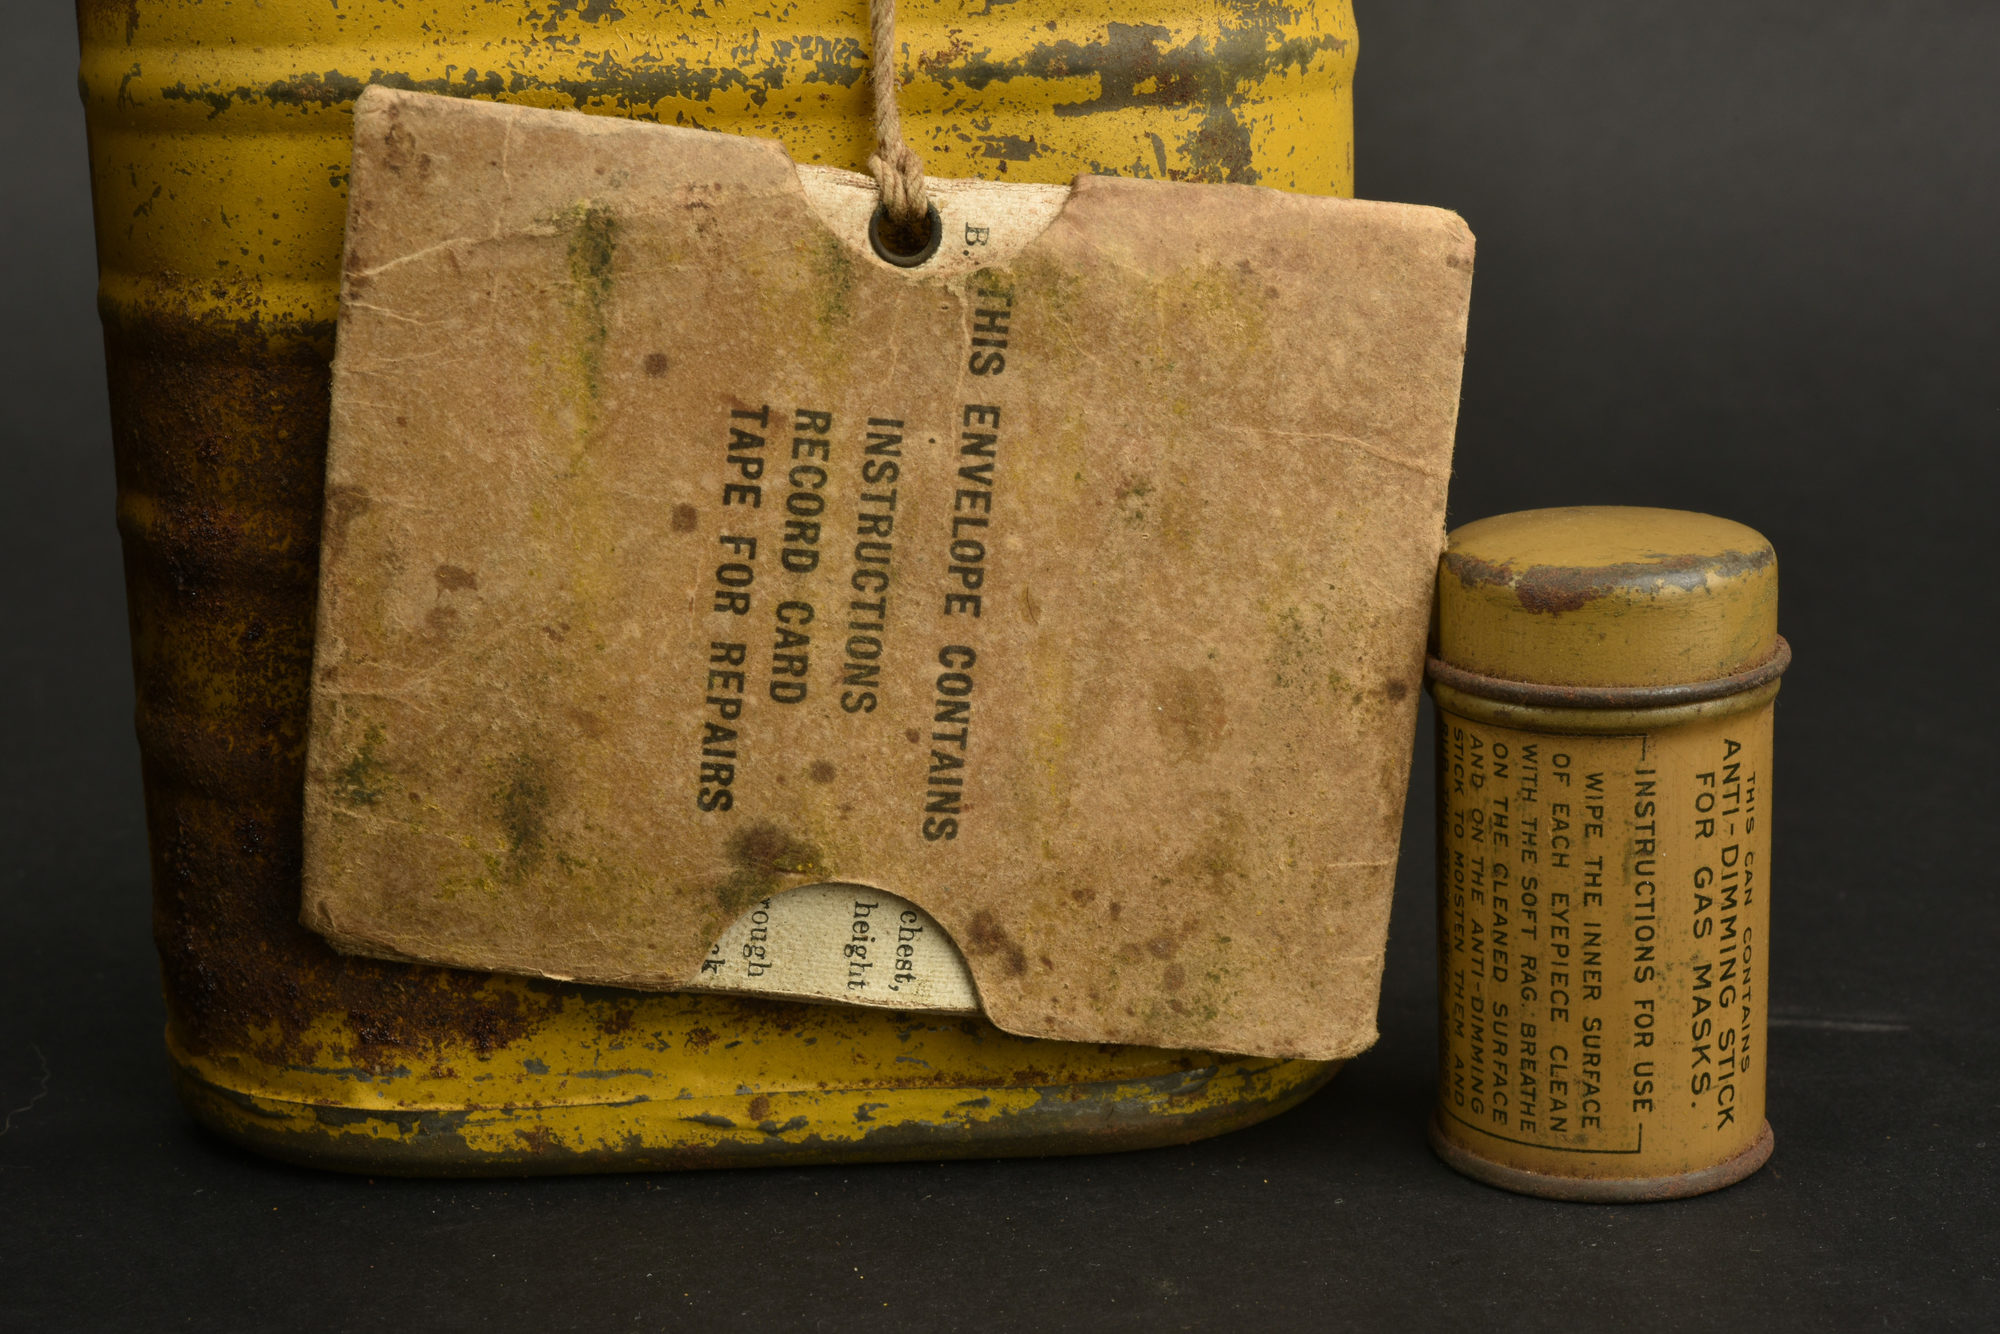 B.
THIS ENVELOPE CONTAINS
INSTRUCTIONS
RECORD CARD
TAPE FOR REPAIRS
chest,
height
rough
THIS CAN CONTAINS
ANTI-DIMMING STICK
FOR GAS MASKS.
INSTRUCTIONS FOR USE
WIPE THE INNER SURFACE
OF EACH EYEPIECE CLEAN
WITH THE SOFT RAG. BREATHE
ON THE CLEANED SURFACE
AND ON THE ANTI-DIMMING
STICK TO MOISTEN THEM AND